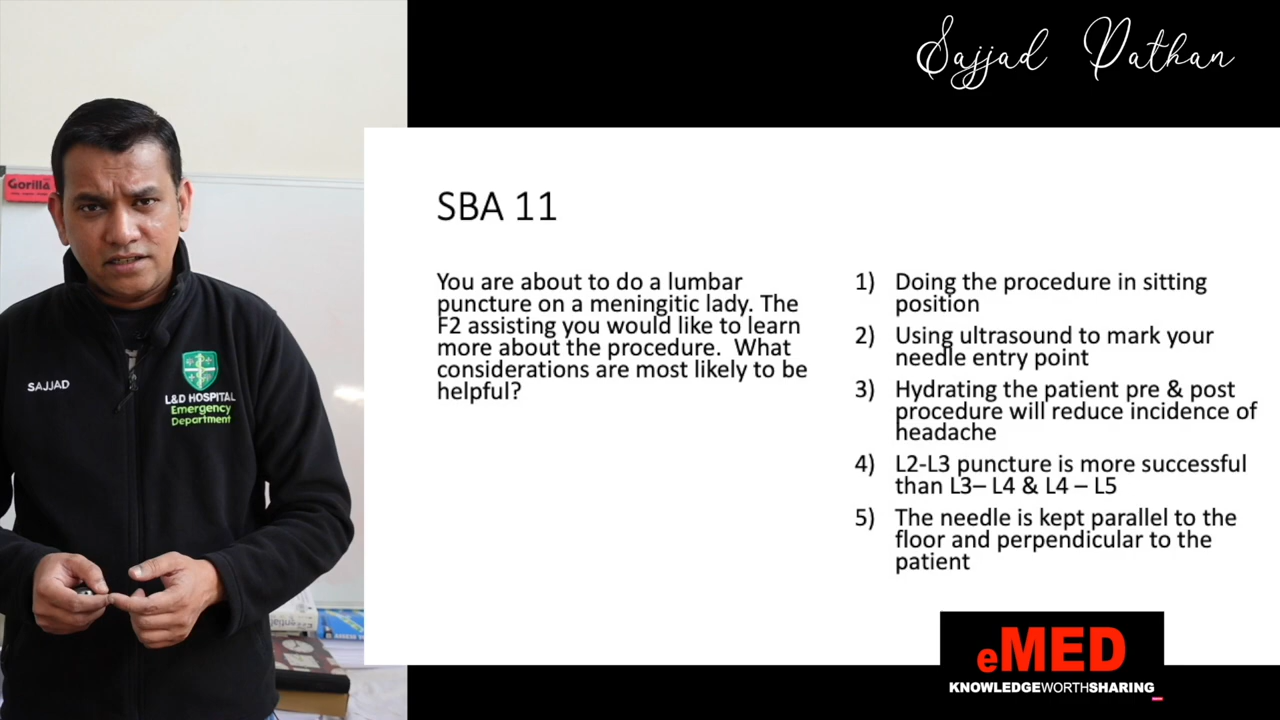 Sajjad Pathan
Gorilla
SAJJAD
L&D HOSPITAL
Emergency
Department
SBA 11
You are about to do a lumbar
puncture on a meningitic lady. The
F2 assisting you would like to learn
more about the procedure.  What
considerations are most likely to be
helpful?
1) Doing the procedure in sitting
position
2) Using ultrasound to mark your
needle entry point
3) Hydrating the patient pre & post
procedure will reduce incidence of
headache
4) L2-L3 puncture is more successful
than L3– L4 & L4 – L5
5) The needle is kept parallel to the
floor and perpendicular to the
patient
eMED
KNOWLEDGEWORTHSHARING